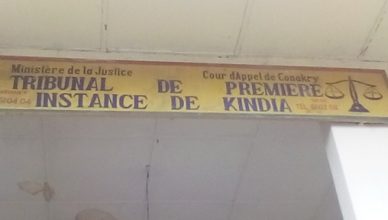 Ministère de la Justice Cour d'Appel de Conakry
TRIBUNAL DE PREMIERE
INSTANCE DE KINDIA